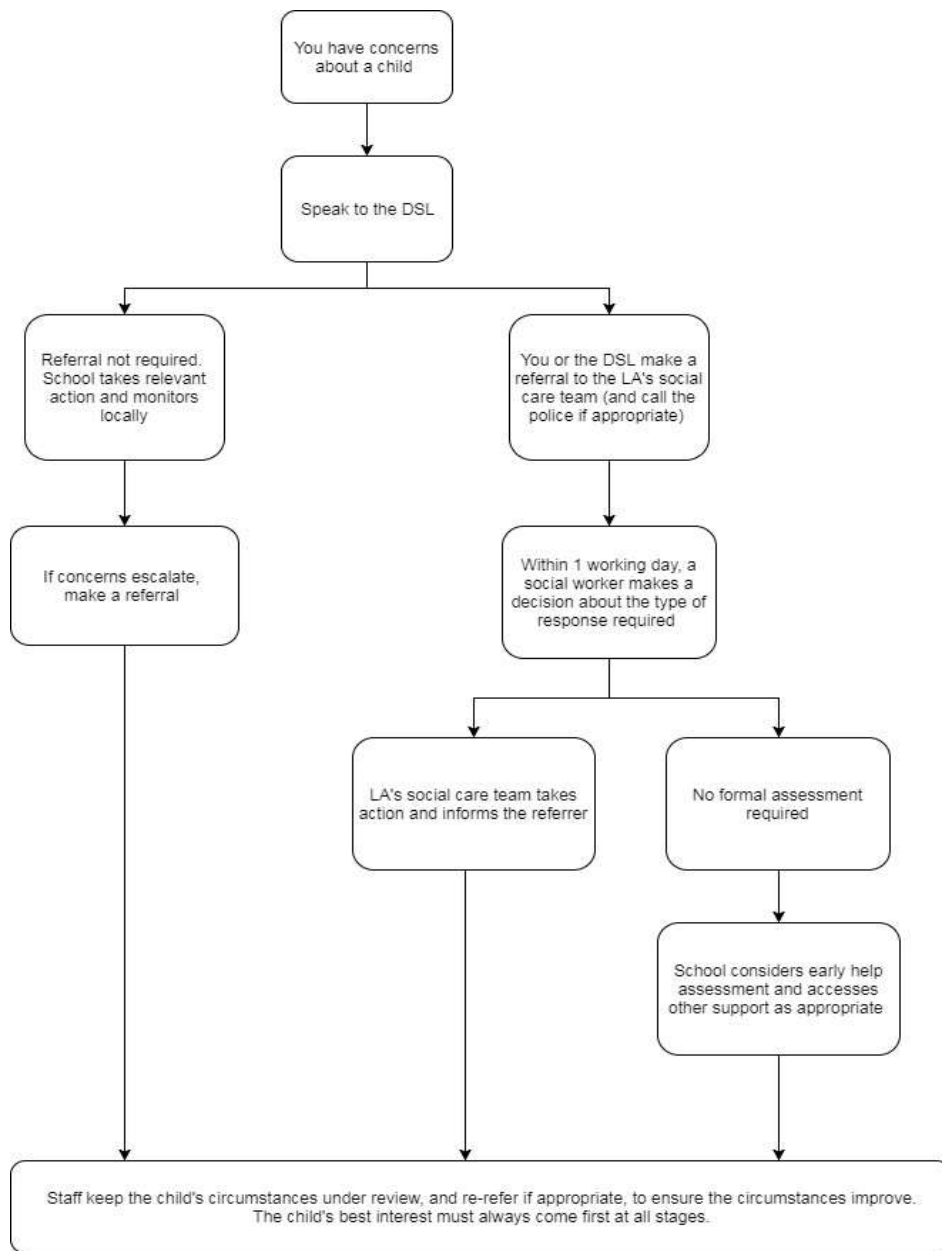 You have concerns
about a child
Speak to the DSL
Referral not required.
School takes relevant
action and monitors
locally
You or the DSL make a
referral to the LA's social
care team (and call the
police if appropriate)
If concerns escalate,
make a referral
Within 1 working day, a
social worker makes a
decision about the type of
response required
LA's social care team takes
action and informs the referrer
No formal assessment
required
School considers early help
assessment and accesses
other support as appropriate
Staff keep the child's circumstances under review, and re-refer if appropriate, to ensure the circumstances improve.
The child's best interest must always come first at all stages.